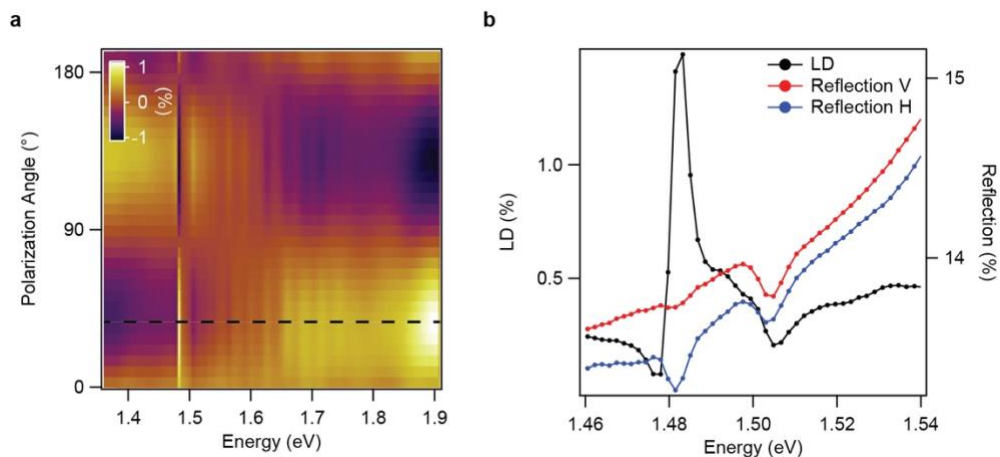 a
180
90
0
Polarization Angle (°)
1
0
-1
(%)
1.4
1.5
1.6
1.7
1.8
1.9
Energy (eV)
b
LD
Reflection V
Reflection H
1.0
0.5
LD (%)
15
14
Reflection (%)
1.46
1.48
1.50
1.52
1.54
Energy (eV)